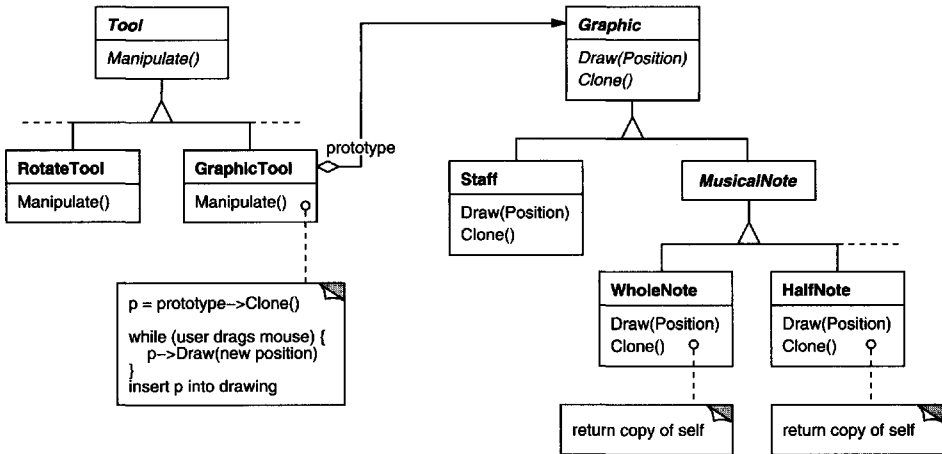 Tool
Manipulate()
Graphic
Draw(Position)
Clone()
prototype
RotateTool
Manipulate()
GraphicTool
Manipulate()
Staff
Draw(Position)
Clone()
MusicalNote
p = prototype->Clone()
while (user drags mouse) {
p->Draw(new position)
}
insert p into drawing
WholeNote
Draw(Position)
Clone()
HalfNote
Draw(Position)
Clone()
return copy of self
return copy of self